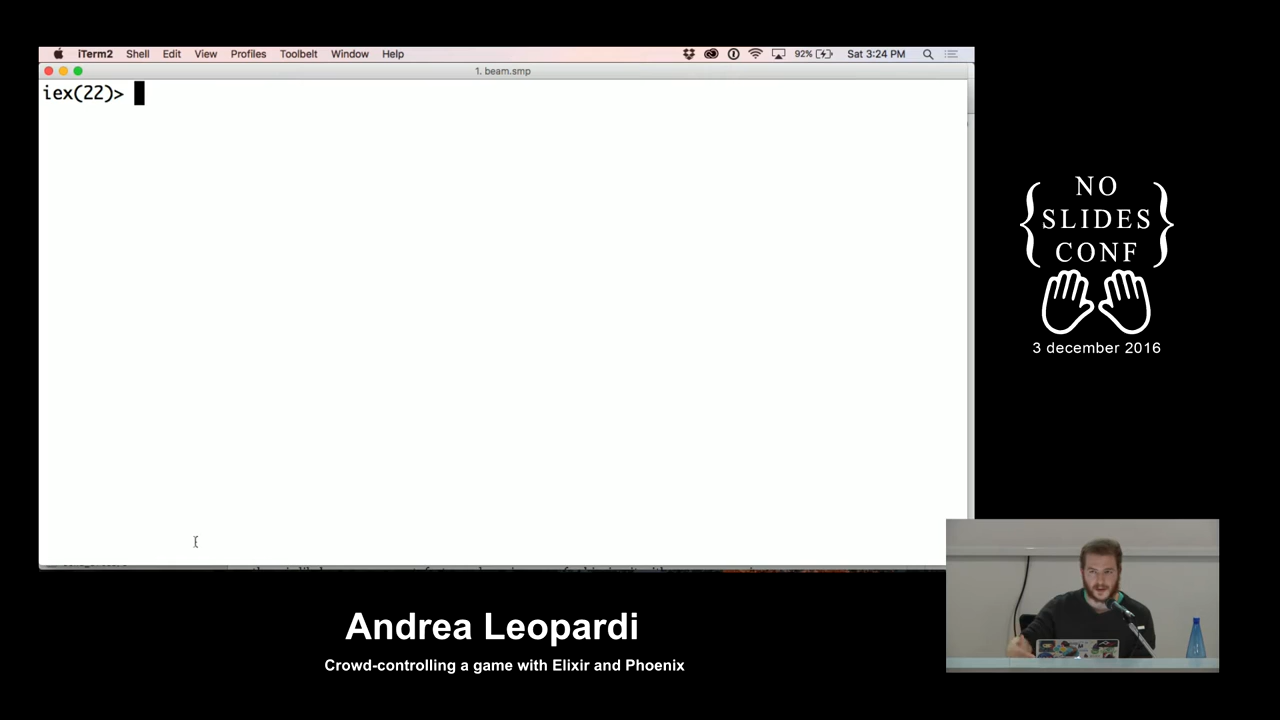 iTerm2 Shell Edit View Profiles Toolbelt Window Help 92% Sat 3:24 PM
1. beam.smp
iex(22)>
NO
SLIDES
CONF
3 december 2016
Andrea Leopardi
Crowd-controlling a game with Elixir and Phoenix